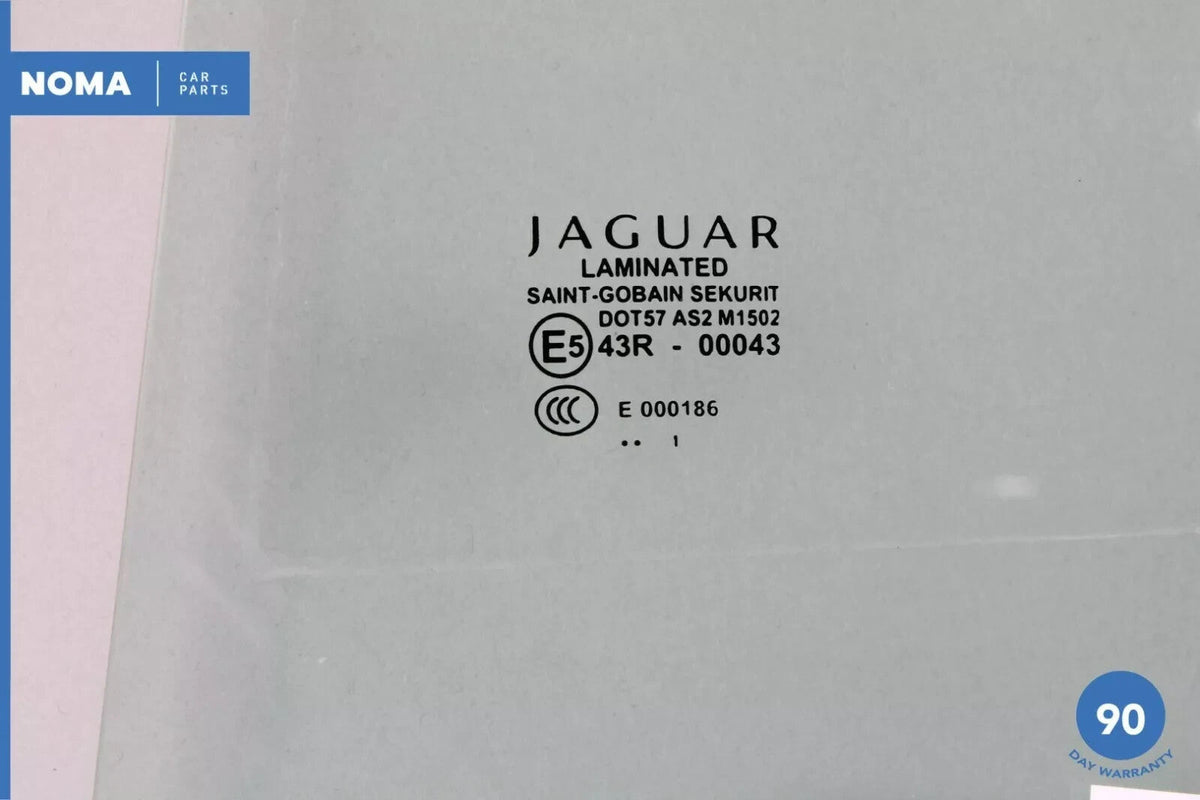 NOMA
CAR
PARTS
JAGUAR
LAMINATED
SAINT-GOBAIN SEKURIT
DOT57 AS2 M1502
E5 43R - 00043
CCC E 000186
•• 1
90
DAY WARRANTY